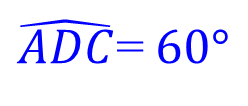 $\widehat{ADC} = 60°$